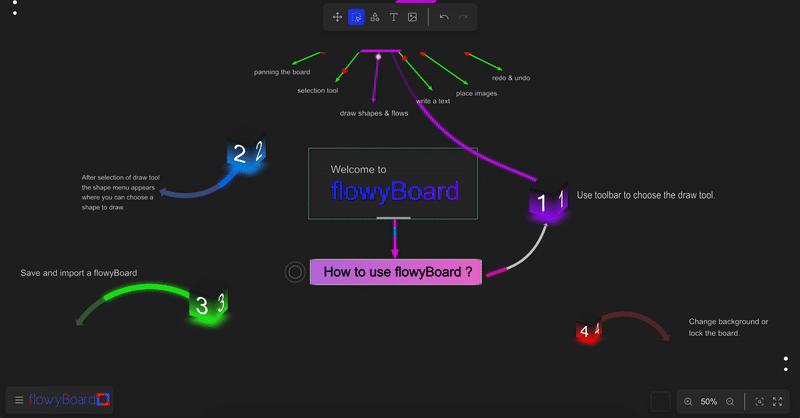 T
panning the board
redo & undo
selection tool
place images
write a text
draw shapes & flows
2 2
Welcome to
flowyBoard
After selection of draw tool
the shape menu appears
where you can choose a
shape to draw.
1 1
Use toolbar to choose the draw tool.
How to use flowyBoard ?
Save and import a flowyBoard
3 3
4 4
Change background or
lock the board.
flowyBoard
50%